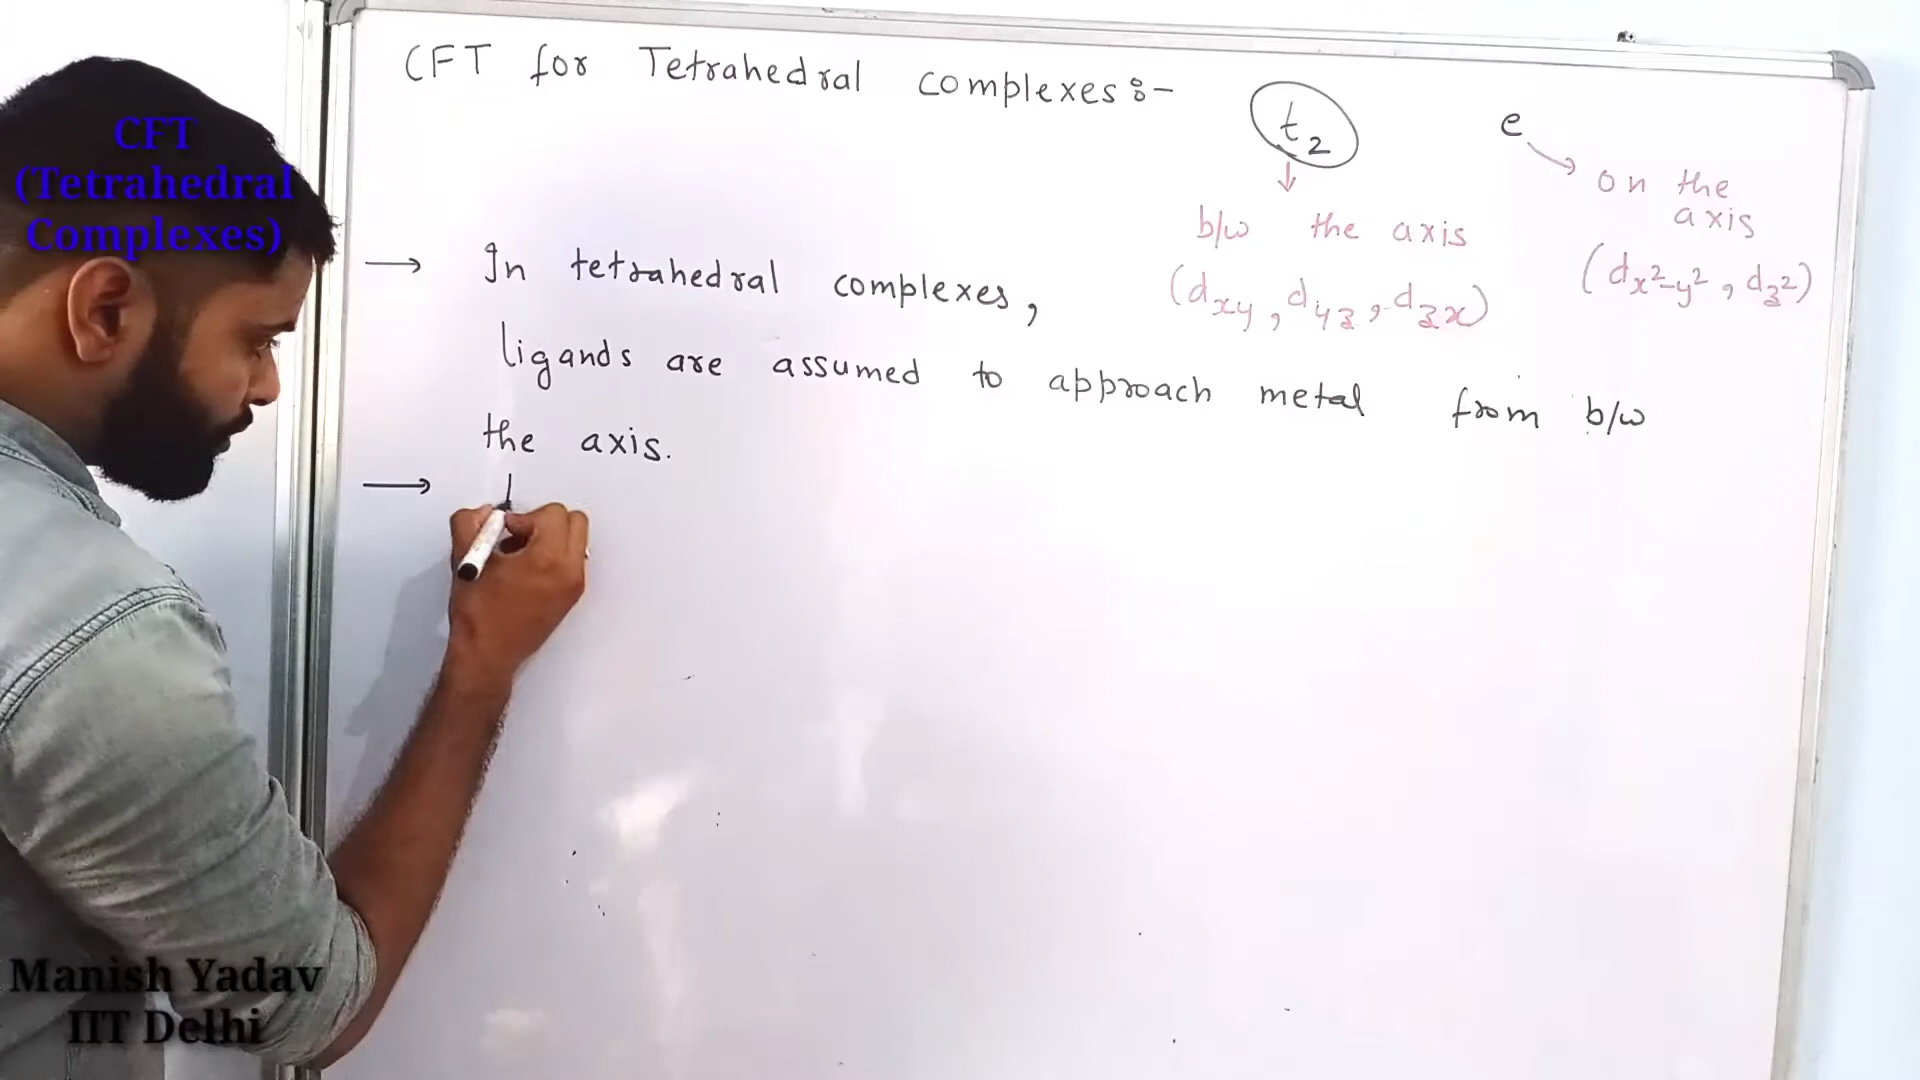 CFT for Tetrahedral complexes:-
t2
e
on the
axis
b/w the axis
(dxy, dyz, dzx)
(dx²-y², dz²)
→ In tetrahedral complexes,
ligands are assumed to approach metal from b/w
the axis.
→
CFT
(Tetrahedral
Complexes)
Manish Yadav
IIT Delhi